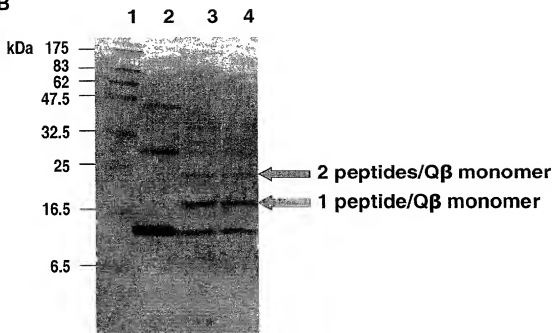 B
1 2 3 4
kDa 175
83
62
47.5
32.5
25
2 peptides/Qβ monomer
1 peptide/Qβ monomer
16.5
6.5